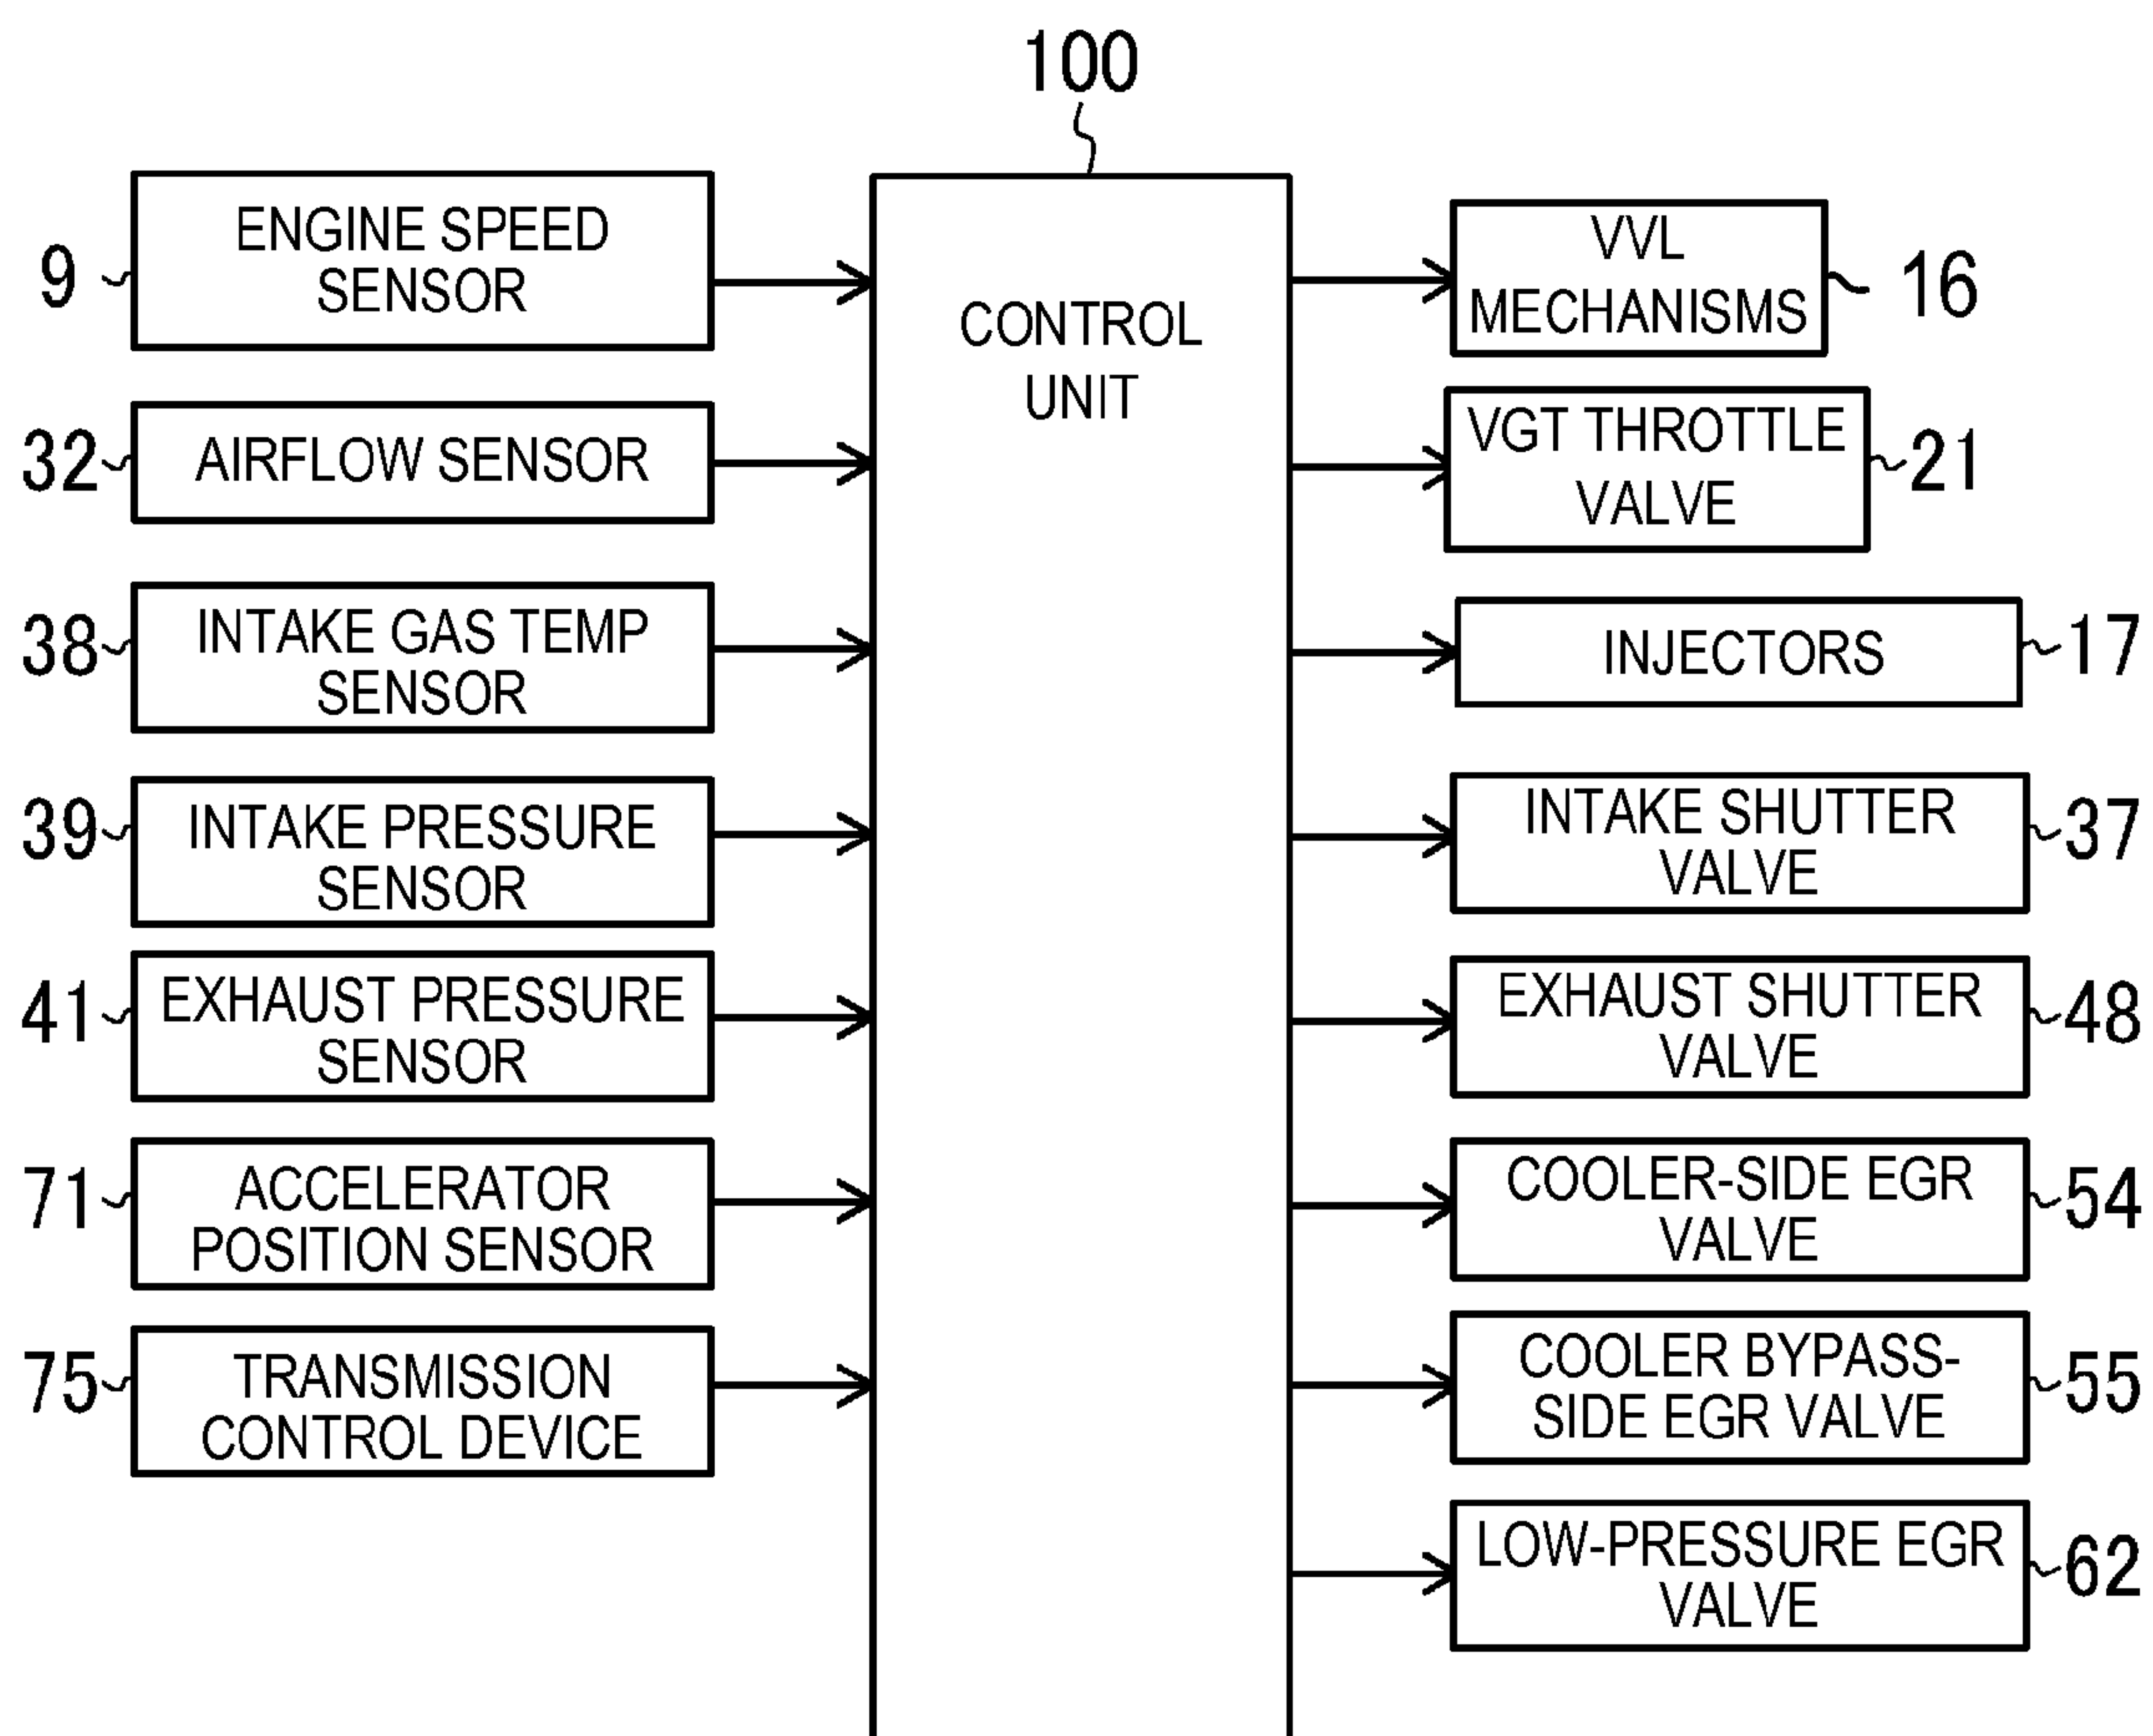 100
9
ENGINE SPEED
SENSOR
32
AIRFLOW SENSOR
38
INTAKE GAS TEMP
SENSOR
39
INTAKE PRESSURE
SENSOR
41
EXHAUST PRESSURE
SENSOR
71
ACCELERATOR
POSITION SENSOR
75
TRANSMISSION
CONTROL DEVICE
CONTROL
UNIT
VVL
MECHANISMS
16
VGT THROTTLE
VALVE
21
INJECTORS
17
INTAKE SHUTTER
VALVE
37
EXHAUST SHUTTER
VALVE
48
COOLER-SIDE EGR
VALVE
54
COOLER BYPASS-
SIDE EGR VALVE
55
LOW-PRESSURE EGR
VALVE
62